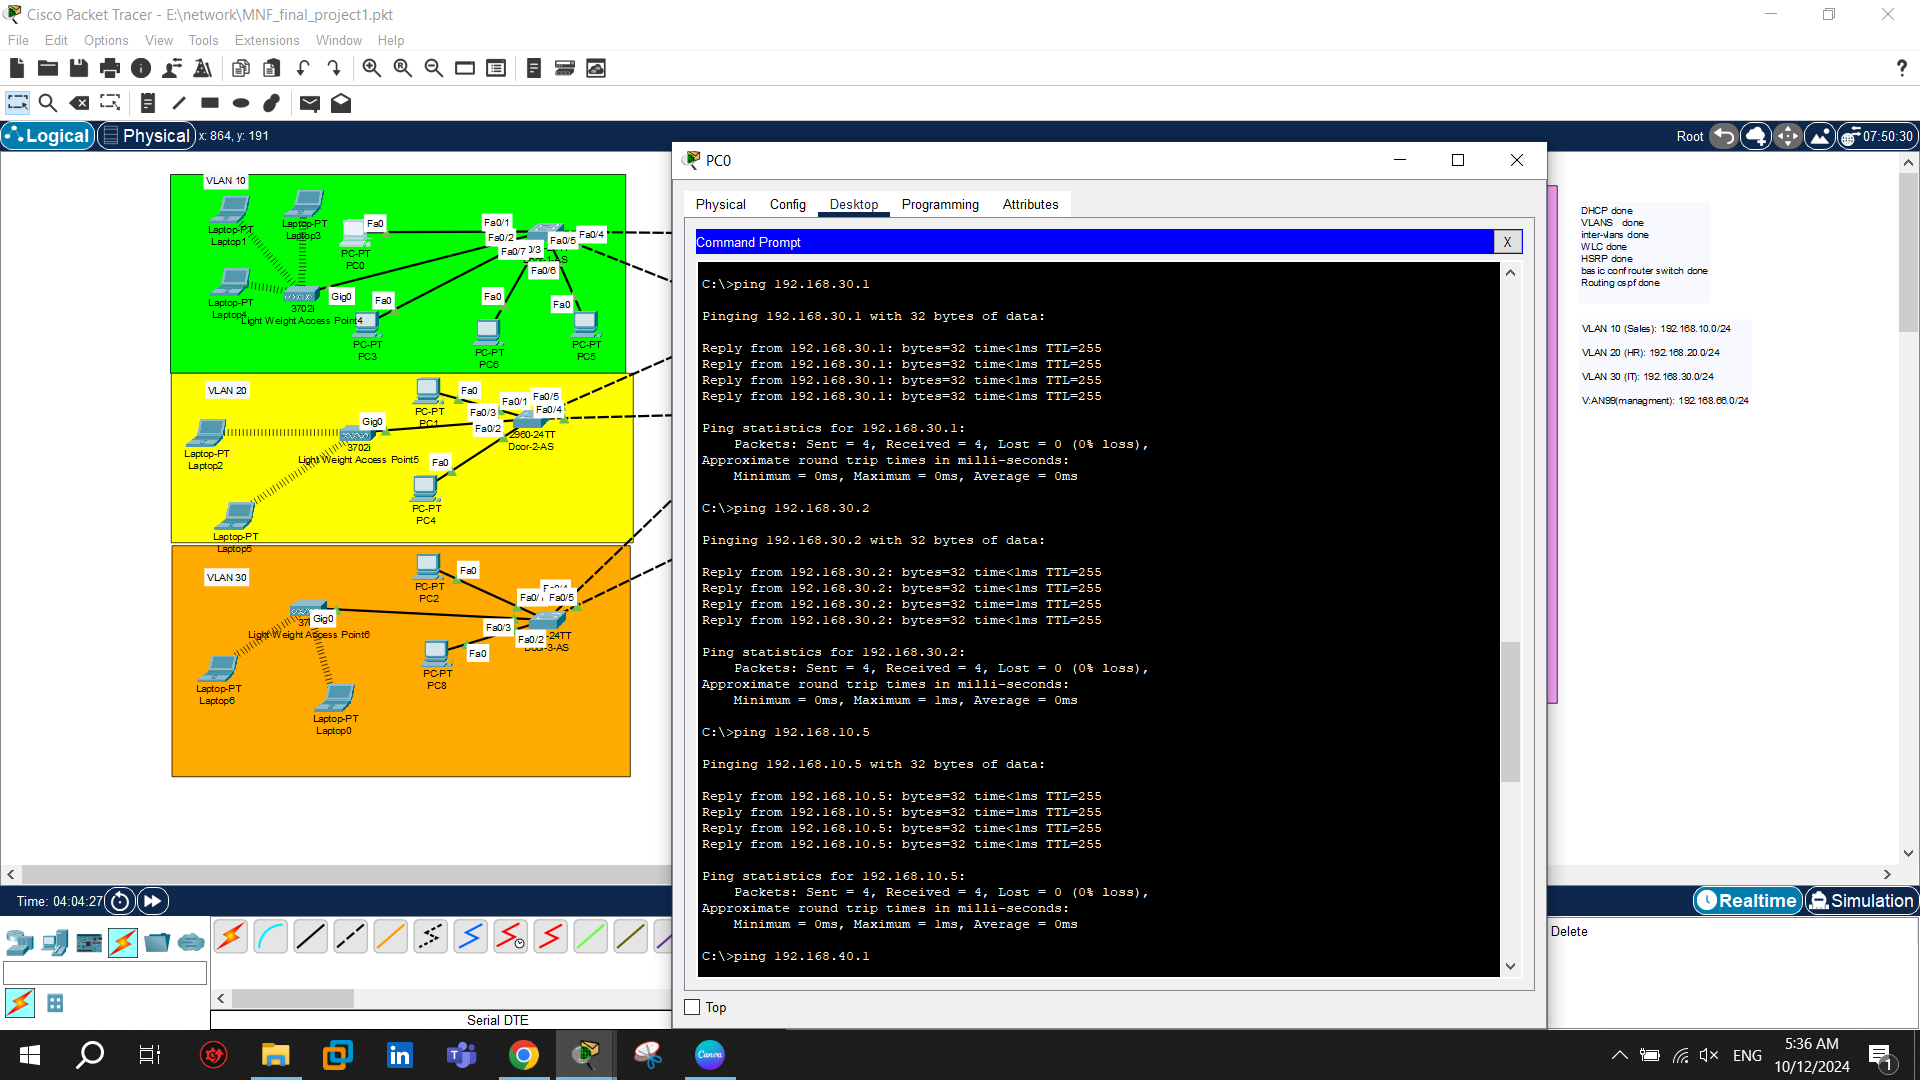 Cisco Packet Tracer - E:\network\MNF_final_project1.pkt
File Edit Options View Tools Extensions Window Help
?
Logical Physical x: 864, y: 191
Root 07:50:30
VLAN 10
Laptop-PT
Laptop1
Laptop-PT
Laptop3
Fa0
PC-PT
PC0
Fa0/1
Fa0/2
Fa0/7
/3
Fa0/5
Fa0/4
Door-1-AS
Fa0/6
Laptop-PT
Laptop4
Gig0
3702i
Light Weight Access Point4
Fa0
PC-PT
PC3
Fa0
PC-PT
PC6
Fa0
PC-PT
PC5
VLAN 20
Fa0
PC-PT
PC1
Fa0/1
Fa0/5
Fa0/3
Fa0/4
Fa0/2
2960-24TT
Door-2-AS
Gig0
3702i
Light Weight Access Point5
Laptop-PT
Laptop2
Fa0
PC-PT
PC4
Laptop-PT
Laptop5
VLAN 30
Fa0
PC-PT
PC2
Fa0/5
Fa0/3
Fa0/2
-24TT
Door-3-AS
Gig0
Light Weight Access Point6
Fa0
PC-PT
PC8
Laptop-PT
Laptop6
Laptop-PT
Laptop0
PC0
Physical Config Desktop Programming Attributes
Command Prompt X
C:\>ping 192.168.30.1
Pinging 192.168.30.1 with 32 bytes of data:
Reply from 192.168.30.1: bytes=32 time<1ms TTL=255
Reply from 192.168.30.1: bytes=32 time<1ms TTL=255
Reply from 192.168.30.1: bytes=32 time<1ms TTL=255
Reply from 192.168.30.1: bytes=32 time<1ms TTL=255
Ping statistics for 192.168.30.1:
Packets: Sent = 4, Received = 4, Lost = 0 (0% loss),
Approximate round trip times in milli-seconds:
Minimum = 0ms, Maximum = 0ms, Average = 0ms
C:\>ping 192.168.30.2
Pinging 192.168.30.2 with 32 bytes of data:
Reply from 192.168.30.2: bytes=32 time<1ms TTL=255
Reply from 192.168.30.2: bytes=32 time<1ms TTL=255
Reply from 192.168.30.2: bytes=32 time=1ms TTL=255
Reply from 192.168.30.2: bytes=32 time<1ms TTL=255
Ping statistics for 192.168.30.2:
Packets: Sent = 4, Received = 4, Lost = 0 (0% loss),
Approximate round trip times in milli-seconds:
Minimum = 0ms, Maximum = 1ms, Average = 0ms
C:\>ping 192.168.10.5
Pinging 192.168.10.5 with 32 bytes of data:
Reply from 192.168.10.5: bytes=32 time<1ms TTL=255
Reply from 192.168.10.5: bytes=32 time=1ms TTL=255
Reply from 192.168.10.5: bytes=32 time<1ms TTL=255
Reply from 192.168.10.5: bytes=32 time<1ms TTL=255
Ping statistics for 192.168.10.5:
Packets: Sent = 4, Received = 4, Lost = 0 (0% loss),
Approximate round trip times in milli-seconds:
Minimum = 0ms, Maximum = 1ms, Average = 0ms
C:\>ping 192.168.40.1
Top
DHCP done
VLANS done
inter-vlans done
WLC done
HSRP done
basic conf router switch done
Routing ospf done
VLAN 10 (Sales): 192.168.10.0/24
VLAN 20 (HR): 192.168.20.0/24
VLAN 30 (IT): 192.168.30.0/24
V:AN99(managment): 192.168.66.0/24
Time: 04:04:27
Realtime Simulation
Delete
Serial DTE
Canva
ENG
5:36 AM
10/12/2024
1